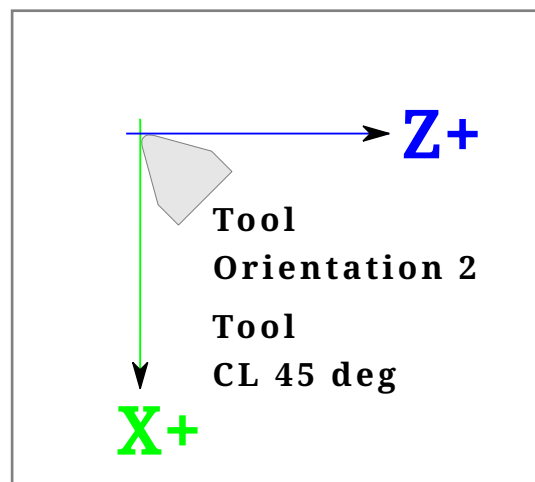 Z+
Tool
Orientation 2
Tool
CL 45 deg
X+